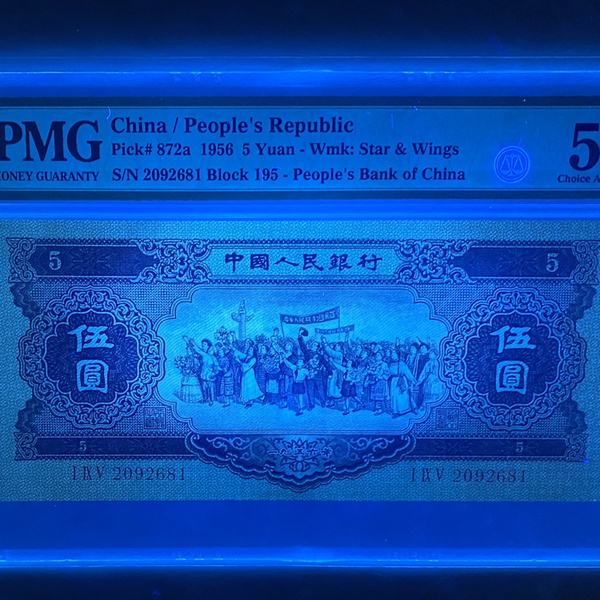 PMG China / People's Republic 5
Pick# 872a 1956 5 Yuan - Wmk: Star & Wings
MONEY GUARANTY S/N 2092681 Block 195 - People's Bank of China Choice A
中國人民銀行
5 5
伍圓 伍圓
5 5
I IX V 2092681 I IX V 2092681